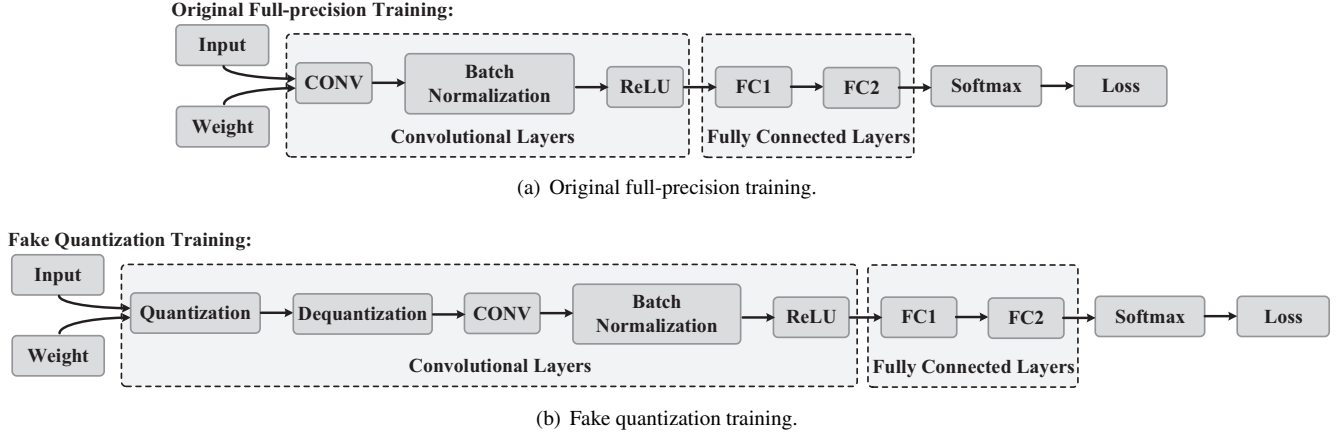 Original Full-precision Training:
Input
Weight
CONV
Batch
Normalization
ReLU
Convolutional Layers
FC1
FC2
Fully Connected Layers
Softmax
Loss
(a) Original full-precision training.
Fake Quantization Training:
Input
Weight
Quantization
Dequantization
CONV
Batch
Normalization
ReLU
Convolutional Layers
FC1
FC2
Fully Connected Layers
Softmax
Loss
(b) Fake quantization training.